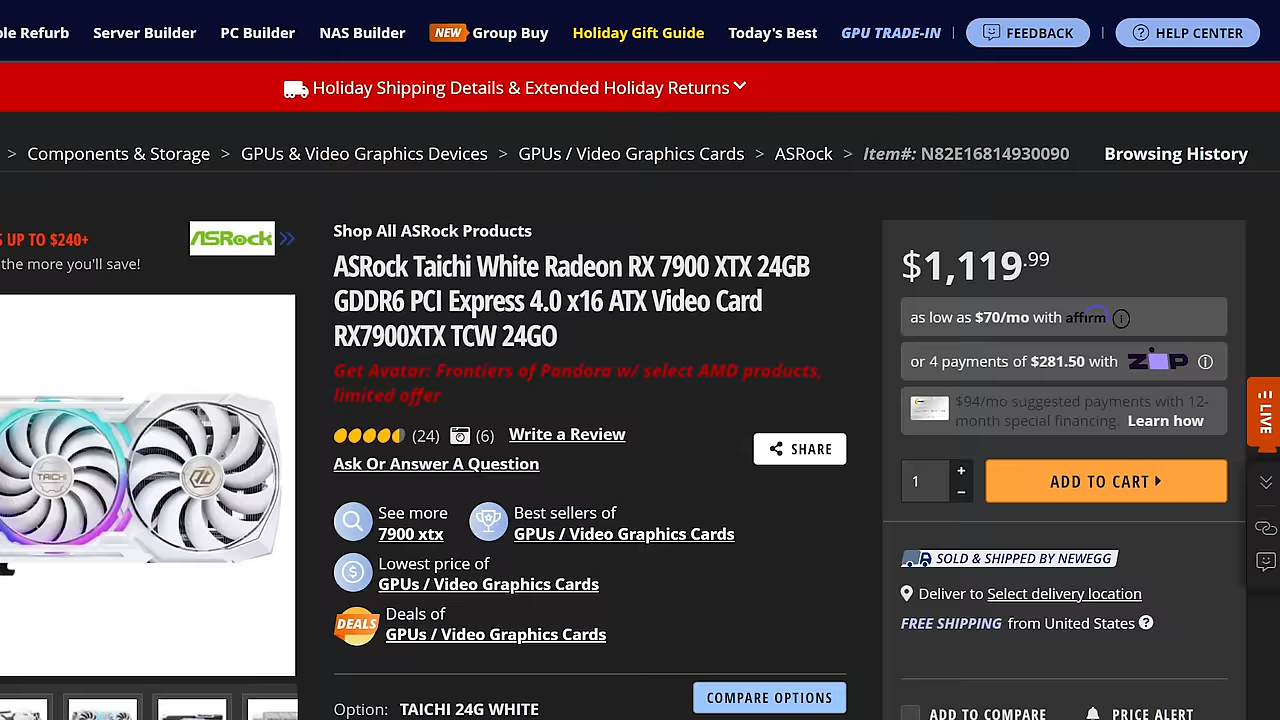 ole Refurb Server Builder PC Builder NAS Builder NEW Group Buy Holiday Gift Guide Today's Best GPU TRADE-IN | FEEDBACK | HELP CENTER
Holiday Shipping Details & Extended Holiday Returns
> Components & Storage > GPUs & Video Graphics Devices > GPUs / Video Graphics Cards > ASRock > Item#: N82E16814930090 Browsing History
S UP TO $240+
the more you'll save!
ASRock
Shop All ASRock Products
ASRock Taichi White Radeon RX 7900 XTX 24GB
GDDR6 PCI Express 4.0 x16 ATX Video Card
RX7900XTX TCW 24GO
Get Avatar: Frontiers of Pandora w/ select AMD products,
limited offer
(24) (6) Write a Review
Ask Or Answer A Question
SHARE
See more
7900 xtx
Best sellers of
GPUs / Video Graphics Cards
Lowest price of
GPUs / Video Graphics Cards
DEALS
Deals of
GPUs / Video Graphics Cards
Option: TAICHI 24G WHITE
COMPARE OPTIONS
TAICHI
$1,119.99
as low as $70/mo with affirm
or 4 payments of $281.50 with ZIP
$94/mo suggested payments with 12-
month special financing. Learn how
1 + −
ADD TO CART
SOLD & SHIPPED BY NEWEGG
Deliver to Select delivery location
FREE SHIPPING from United States
ADD TO COMPARE PRICE ALERT
LIVE